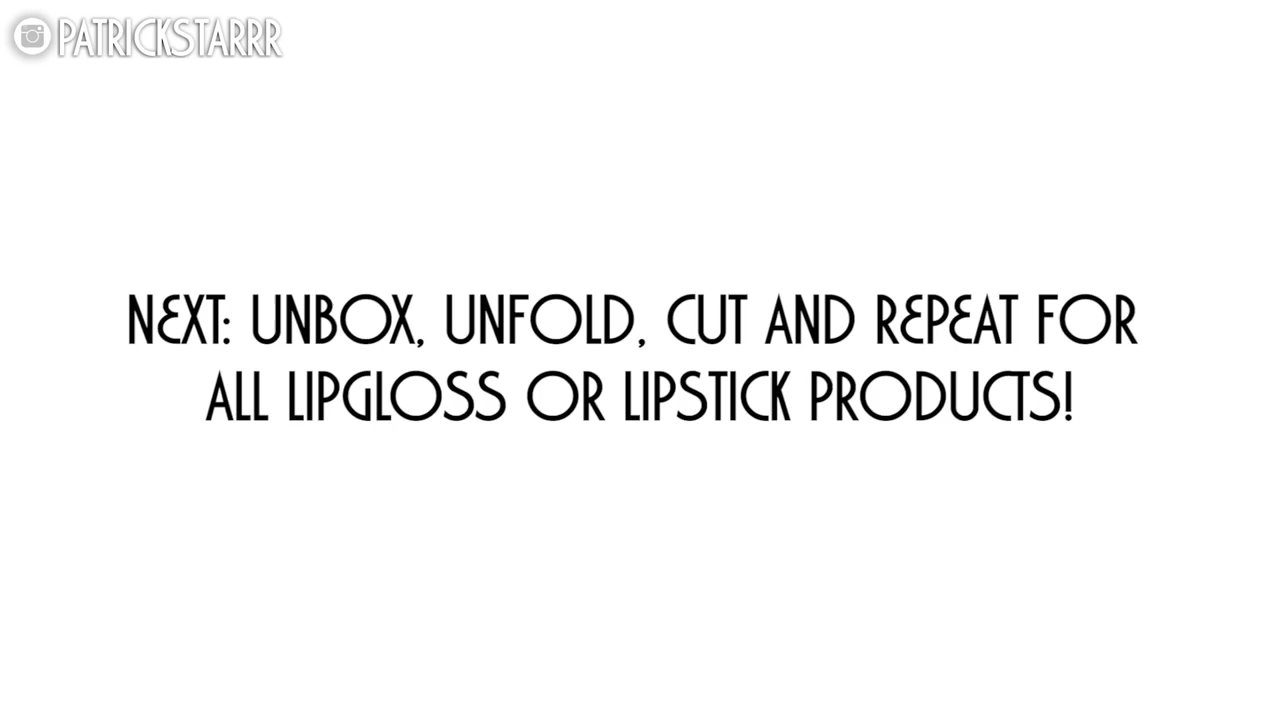 PATRICKSTARRR
NEXT: UNBOX, UNFOLD, CUT AND REPEAT FOR
ALL LIPGLOSS OR LIPSTICK PRODUCTS!